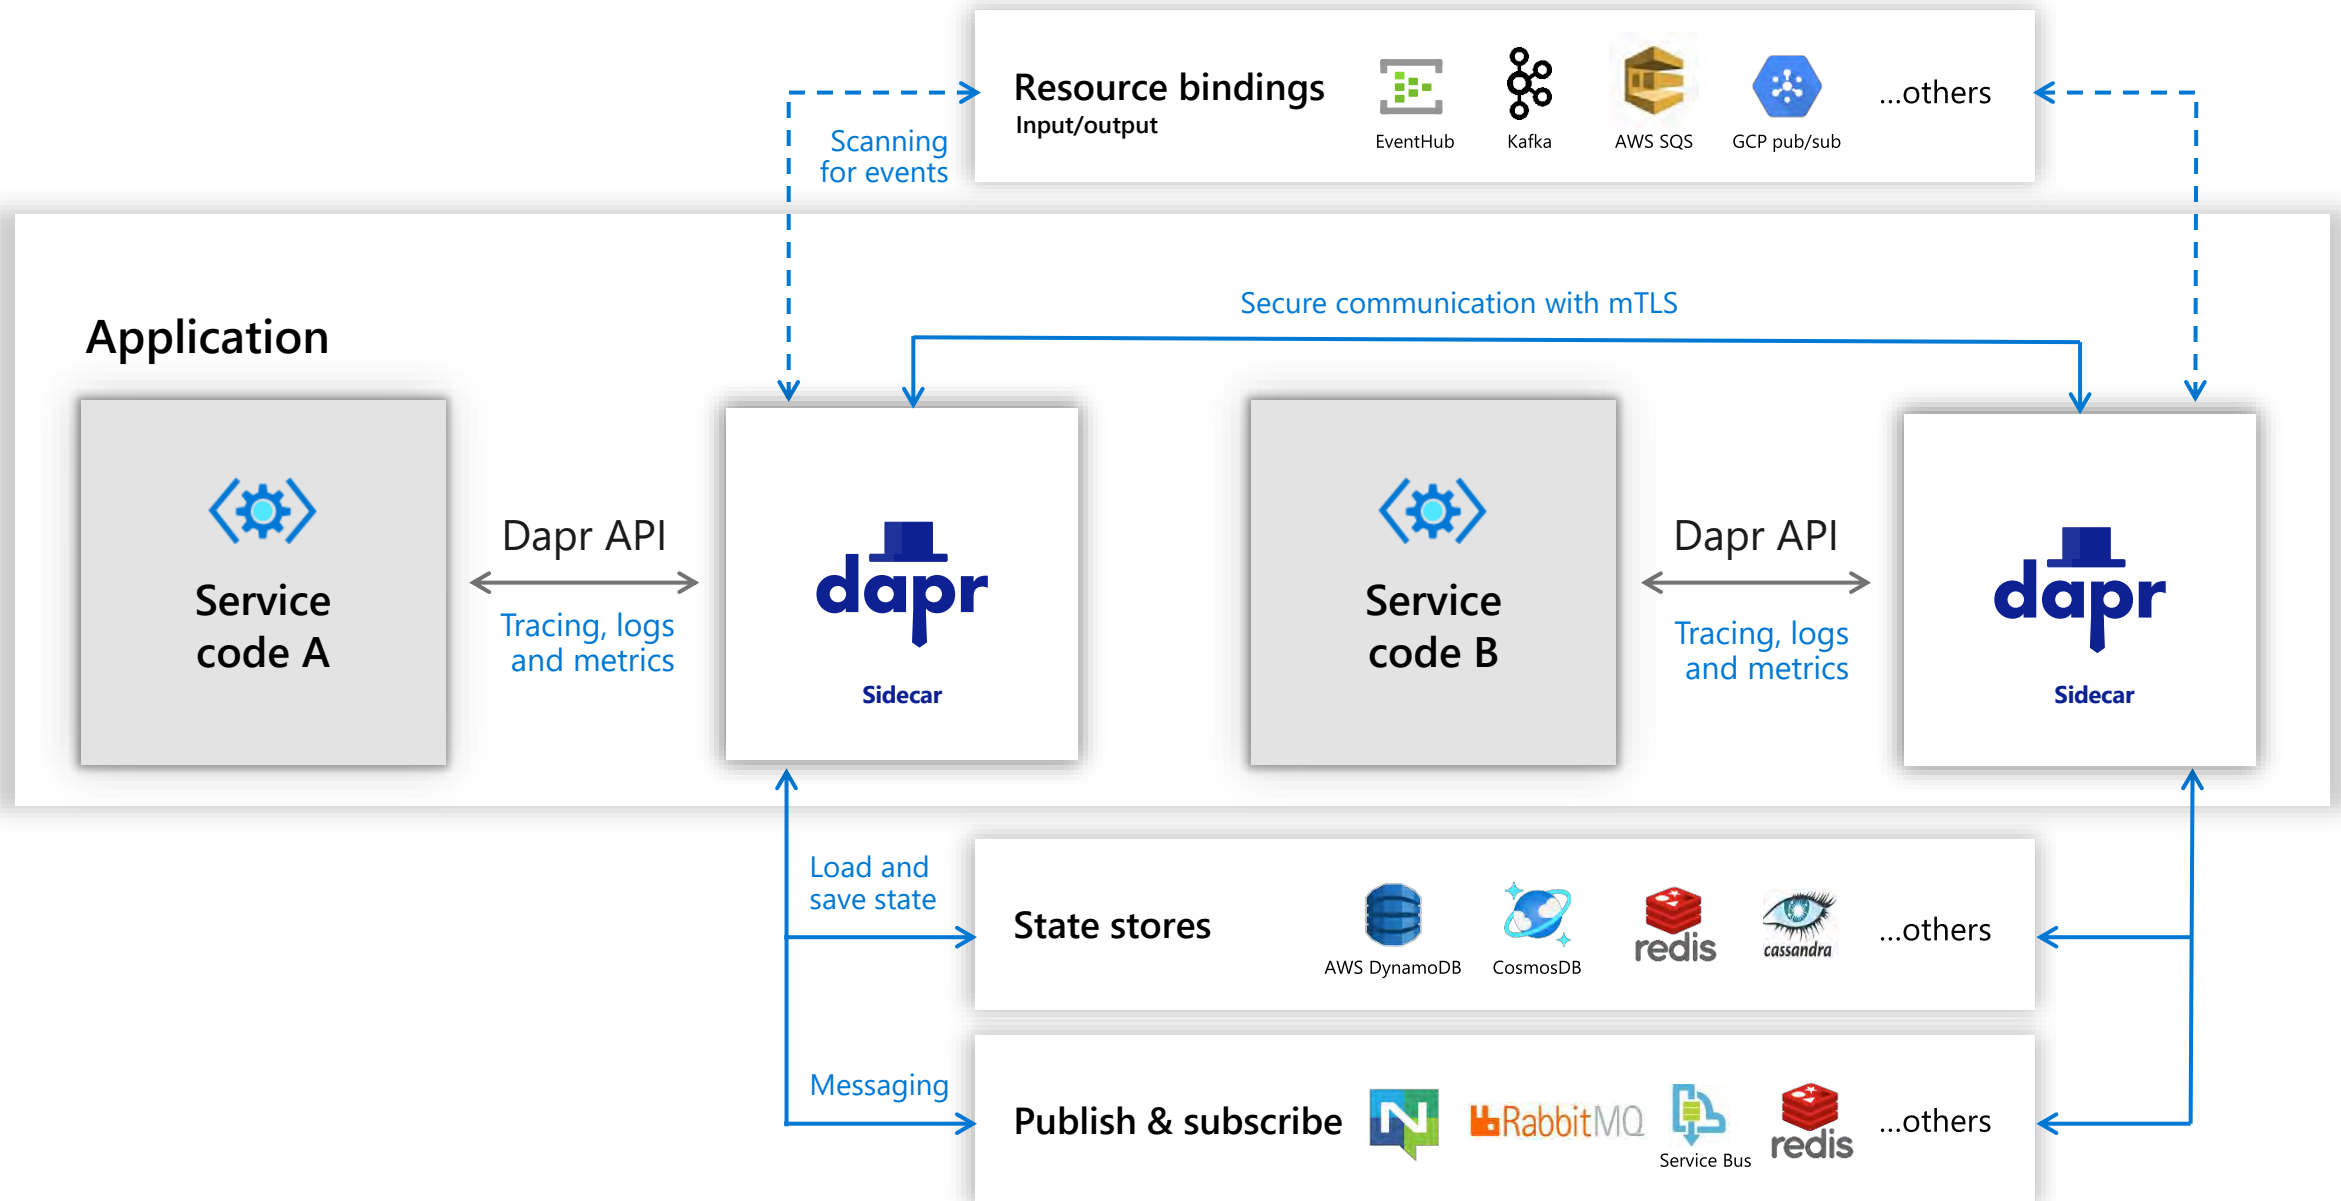 Resource bindings
Input/output
EventHub
Kafka
AWS SQS
GCP pub/sub
...others
Scanning
for events
Secure communication with mTLS
Application
Service
code A
Dapr API
Tracing, logs
and metrics
dapr
Sidecar
Service
code B
Dapr API
Tracing, logs
and metrics
dapr
Sidecar
Load and
save state
State stores
AWS DynamoDB
CosmosDB
redis
cassandra
...others
Messaging
Publish & subscribe
N
RabbitMQ
Service Bus
redis
...others